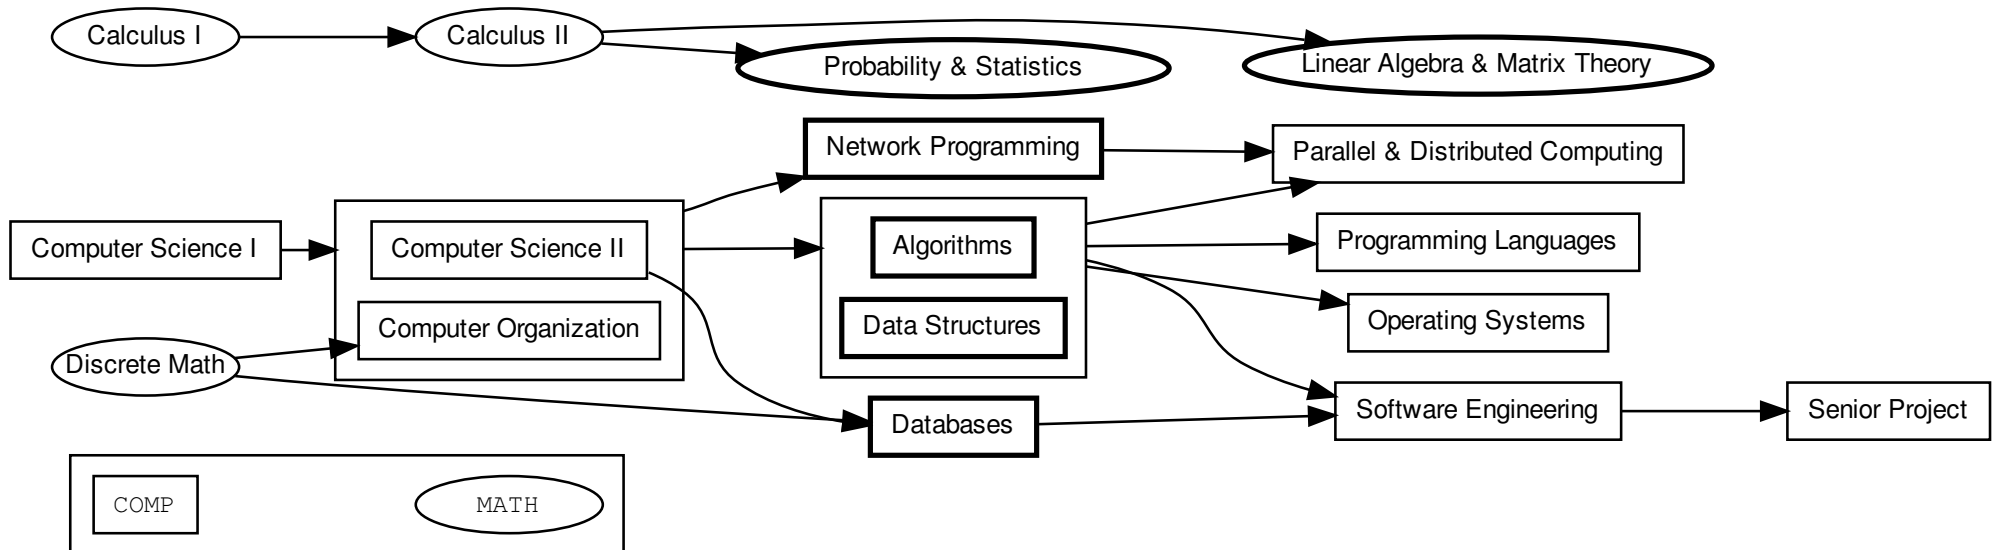 Calculus I
Calculus II
Probability & Statistics
Linear Algebra & Matrix Theory
Network Programming
Parallel & Distributed Computing
Computer Science I
Computer Science II
Algorithms
Programming Languages
Computer Organization
Data Structures
Operating Systems
Discrete Math
Databases
Software Engineering
Senior Project
COMP
MATH